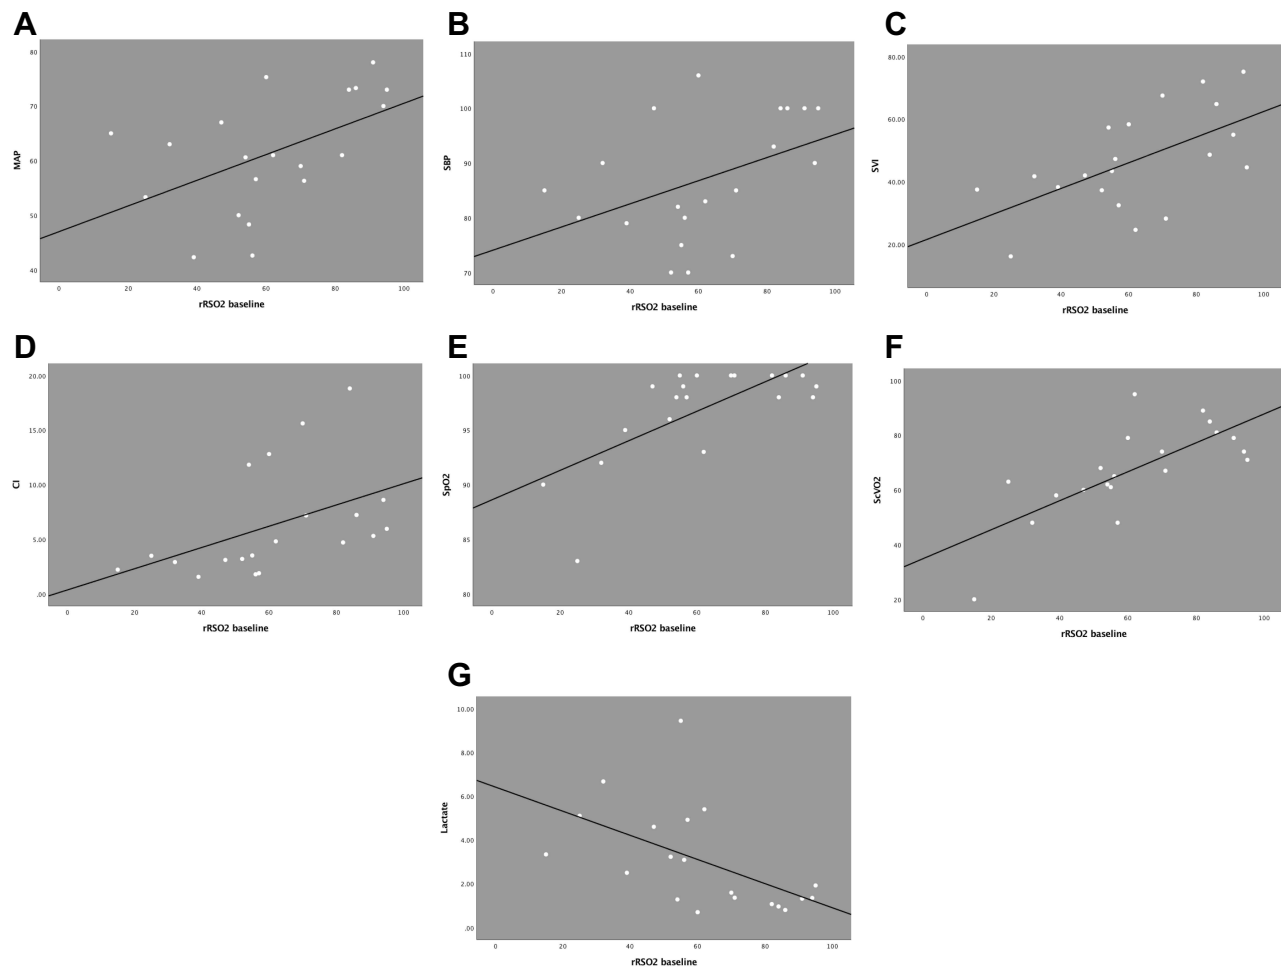 A
80
70
60
50
40
MAP
0 20 40 60 80 100
rRSO2 baseline
B
110
100
90
80
70
SBP
0 20 40 60 80 100
rRSO2 baseline
C
80.00
60.00
40.00
20.00
SVI
0 20 40 60 80 100
rRSO2 baseline
D
20.00
15.00
10.00
5.00
.00
CI
0 20 40 60 80 100
rRSO2 baseline
E
100
95
90
85
80
SpO2
0 20 40 60 80 100
rRSO2 baseline
F
100
80
60
40
20
ScVO2
0 20 40 60 80 100
rRSO2 baseline
G
10.00
8.00
6.00
4.00
2.00
.00
Lactate
0 20 40 60 80 100
rRSO2 baseline